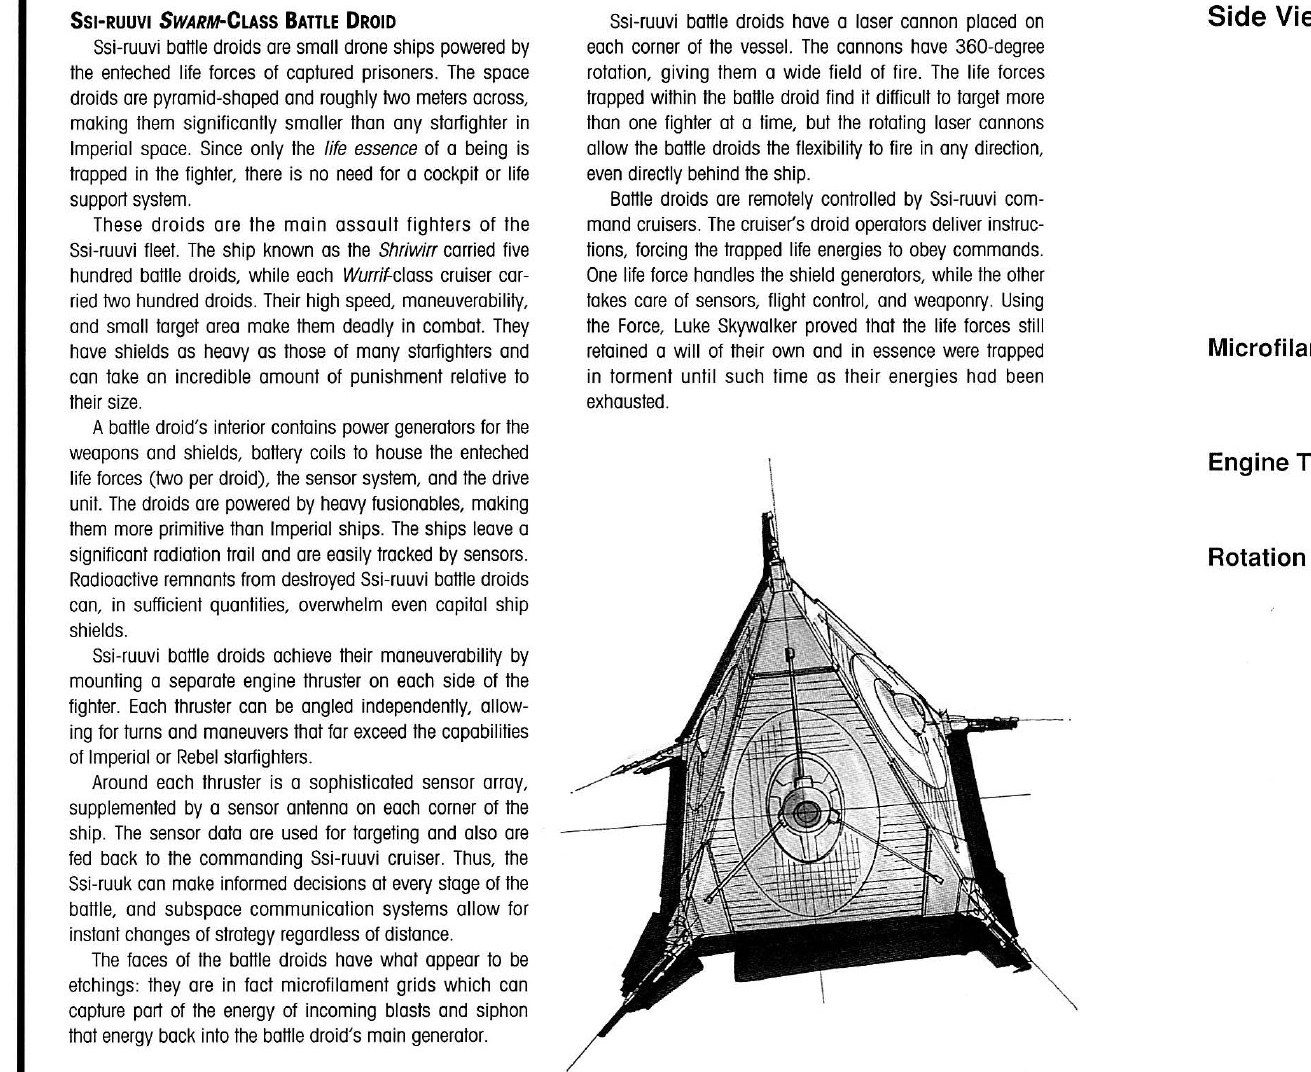 SSI-RUUVI SWARM-CLASS BATTLE DROID
Ssi-ruuvi battle droids are small drone ships powered by
the enteched life forces of captured prisoners. The space
droids are pyramid-shaped and roughly two meters across,
making them significantly smaller than any starfighter in
Imperial space. Since only the life essence of a being is
trapped in the fighter, there is no need for a cockpit or life
support system.
These droids are the main assault fighters of the
Ssi-ruuvi fleet. The ship known as the Shriwirr carried five
hundred battle droids, while each Wurrif-class cruiser car-
ried two hundred droids. Their high speed, maneuverability,
and small target area make them deadly in combat. They
have shields as heavy as those of many starfighters and
can take an incredible amount of punishment relative to
their size.
A battle droid's interior contains power generators for the
weapons and shields, battery coils to house the enteched
life forces (two per droid), the sensor system, and the drive
unit. The droids are powered by heavy fusionables, making
them more primitive than Imperial ships. The ships leave a
significant radiation trail and are easily tracked by sensors.
Radioactive remnants from destroyed Ssi-ruuvi battle droids
can, in sufficient quantities, overwhelm even capital ship
shields.
Ssi-ruuvi battle droids achieve their maneuverability by
mounting a separate engine thruster on each side of the
fighter. Each thruster can be angled independently, allow-
ing for turns and maneuvers that far exceed the capabilities
of Imperial or Rebel starfighters.
Around each thruster is a sophisticated sensor array,
supplemented by a sensor antenna on each corner of the
ship. The sensor data are used for targeting and also are
fed back to the commanding Ssi-ruuvi cruiser. Thus, the
Ssi-ruuk can make informed decisions at every stage of the
battle, and subspace communication systems allow for
instant changes of strategy regardless of distance.
The faces of the battle droids have what appear to be
etchings: they are in fact microfilament grids which can
capture part of the energy of incoming blasts and siphon
that energy back into the battle droid's main generator.
Ssi-ruuvi battle droids have a laser cannon placed on
each corner of the vessel. The cannons have 360-degree
rotation, giving them a wide field of fire. The life forces
trapped within the battle droid find it difficult to target more
than one fighter at a time, but the rotating laser cannons
allow the battle droids the flexibility to fire in any direction,
even directly behind the ship.
Battle droids are remotely controlled by Ssi-ruuvi com-
mand cruisers. The cruiser's droid operators deliver instruc-
tions, forcing the trapped life energies to obey commands.
One life force handles the shield generators, while the other
takes care of sensors, flight control, and weaponry. Using
the Force, Luke Skywalker proved that the life forces still
retained a will of their own and in essence were trapped
in torment until such time as their energies had been
exhausted.
Side Vie
Microfila
Engine T
Rotation